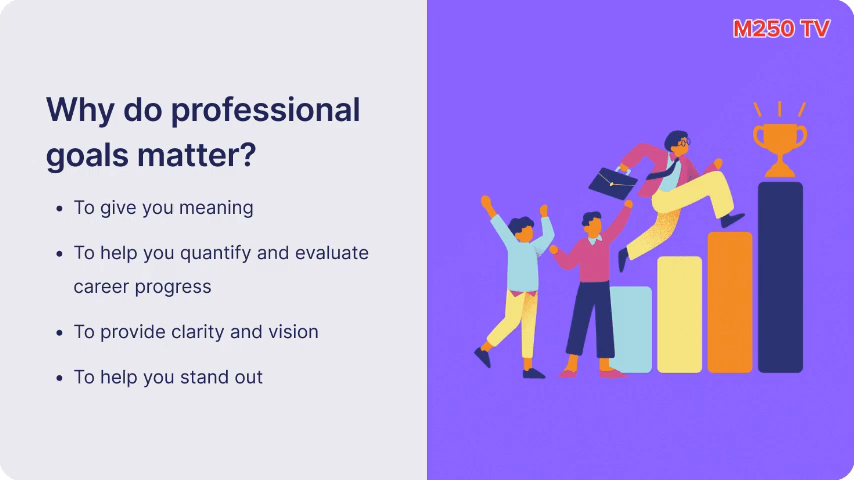 M250 TV
Why do professional
goals matter?
• To give you meaning
• To help you quantify and evaluate
career progress
• To provide clarity and vision
• To help you stand out